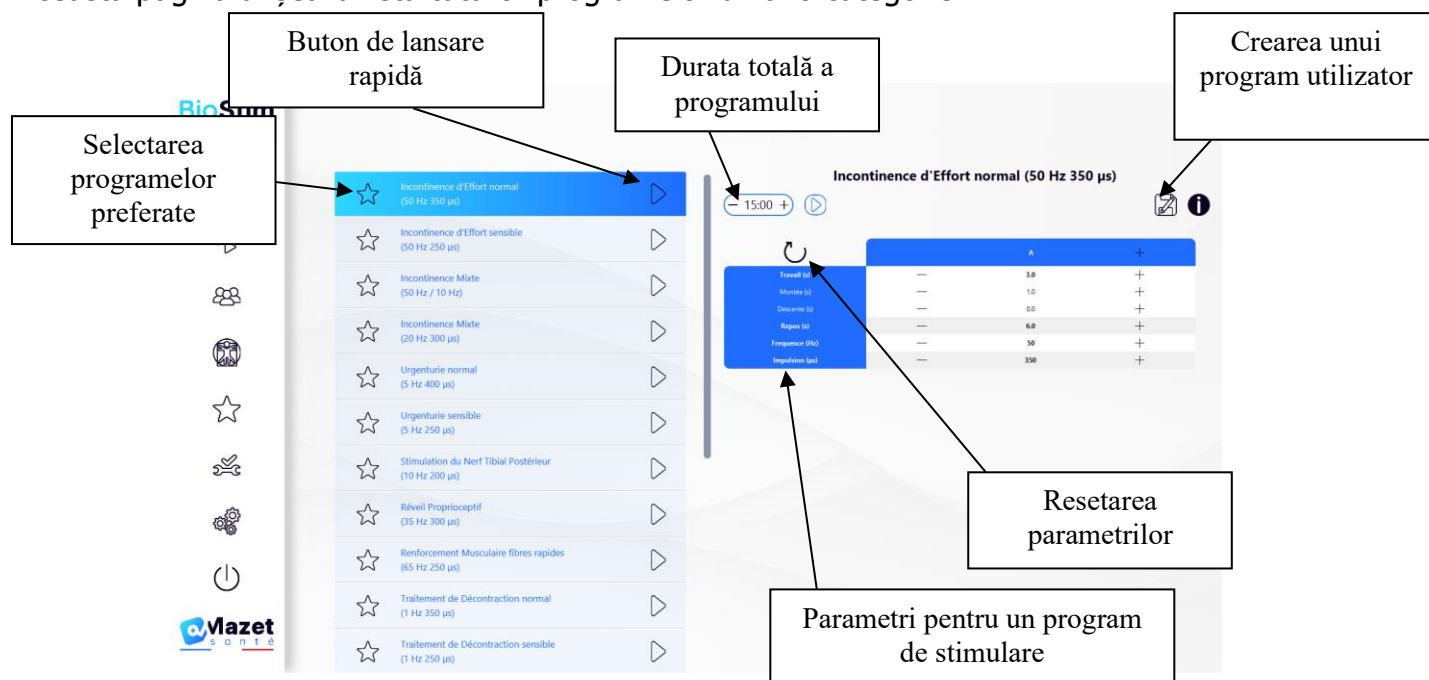 Buton de lansare
rapidă
Durata totală a
programului
Crearea unui
program utilizator
Selectarea
programelor
preferate
Incontinence d'Effort normal
(50 Hz 350 µs)
Incontinence d'Effort sensible
(50 Hz 250 µs)
Incontinence Mixte
(50 Hz / 10 Hz)
Incontinence Mixte
(20 Hz 300 µs)
Urgenturie normal
(5 Hz 400 µs)
Urgenturie sensible
(5 Hz 250 µs)
Stimulation du Nerf Tibial Postérieur
(10 Hz 200 µs)
Réveil Proprioceptif
(35 Hz 300 µs)
Renforcement Musculaire fibres rapides
(65 Hz 250 µs)
Traitement de Décontraction normal
(1 Hz 350 µs)
Traitement de Décontraction sensible
(1 Hz 250 µs)
Incontinence d'Effort normal (50 Hz 350 µs)
− 15:00 +
A +
Travail (s) — 3.0 +
Montée (s) — 1.0 +
Descente (s) — 0.0 +
Repos (s) — 6.0 +
Frequence (Hz) — 50 +
Impulsion (µs) — 350 +
Resetarea
parametrilor
Parametri pentru un program
de stimulare
Mazet
santé